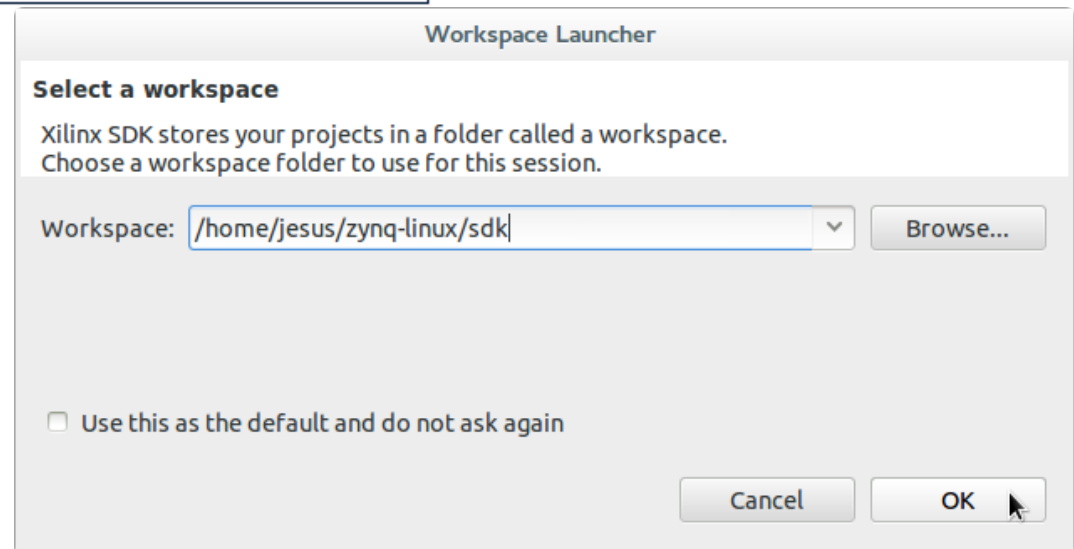 Workspace Launcher
Select a workspace
Xilinx SDK stores your projects in a folder called a workspace.
Choose a workspace folder to use for this session.
Workspace: /home/jesus/zynq-linux/sdk Browse...
Use this as the default and do not ask again
Cancel OK